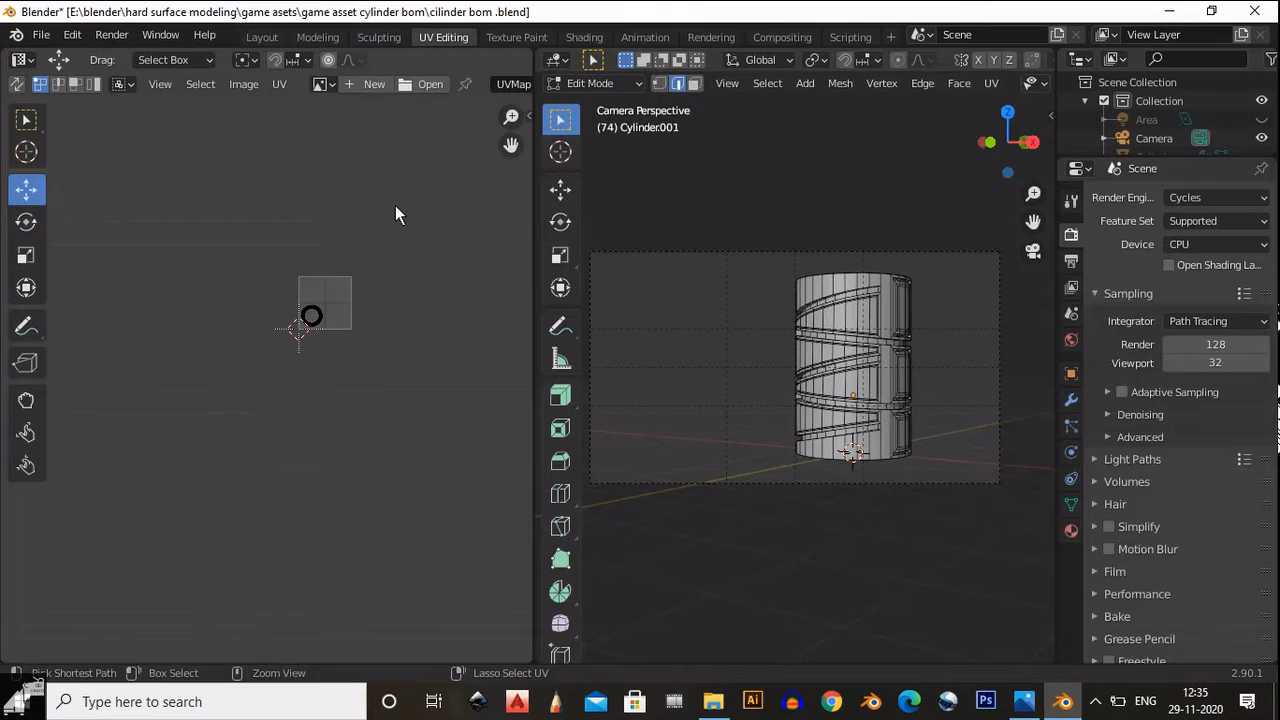 Blender* [E:\blender\hard surface modeling\game asets\game asset cylinder bom\cilinder bom .blend]
File Edit Render Window Help Layout Modeling Sculpting UV Editing Texture Paint Shading Animation Rendering Compositing Scripting + Scene View Layer
Drag: Select Box Global X Y Z
View Select Image UV New Open UVMap Edit Mode View Select Add Mesh Vertex Edge Face UV
Scene Collection
Collection
Area
Camera
Camera Perspective
(74) Cylinder.001
Z
X
Scene
Render Engi... Cycles
Feature Set Supported
Device CPU
Open Shading La...
Sampling
Integrator Path Tracing
Render 128
Viewport 32
Adaptive Sampling
Denoising
Advanced
Light Paths
Volumes
Hair
Simplify
Motion Blur
Film
Performance
Bake
Grease Pencil
Freestyle
Pick Shortest Path Box Select Zoom View Lasso Select UV 2.90.1
Type here to search
Ai Ps
ENG
12:35
29-11-2020